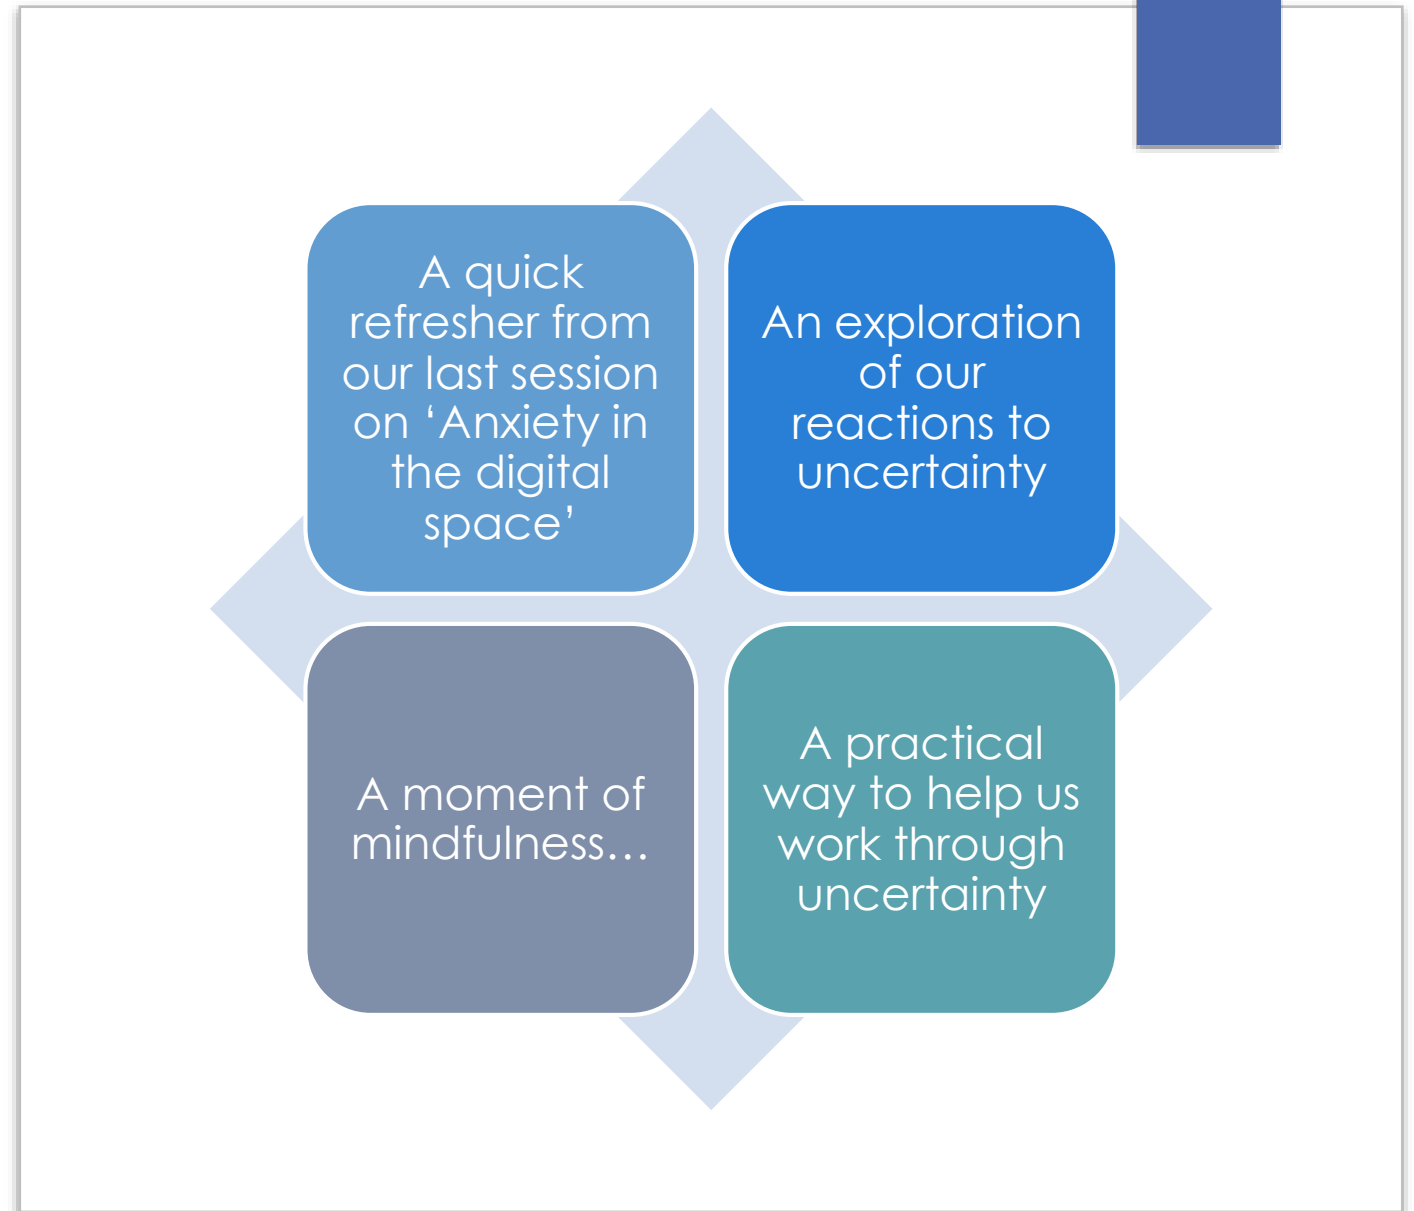 A quick
refresher from
our last session
on ‘Anxiety in
the digital
space’
An exploration
of our
reactions to
uncertainty
A moment of
mindfulness…
A practical
way to help us
work through
uncertainty